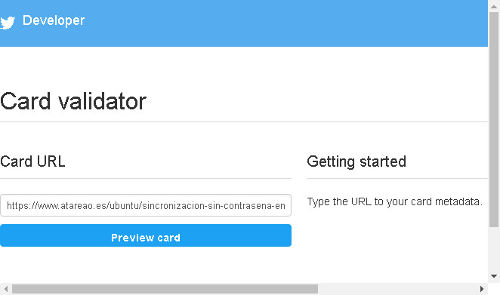 Developer
Card validator
Card URL
Getting started
https://www.atareao.es/ubuntu/sincronizacion-sin-contrasena-en
Type the URL to your card metadata.
Preview card